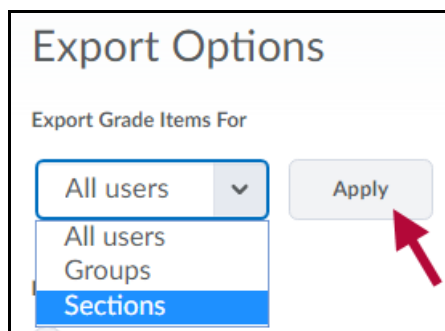 Export Options
Export Grade Items For
All users Apply
All users
Groups
Sections